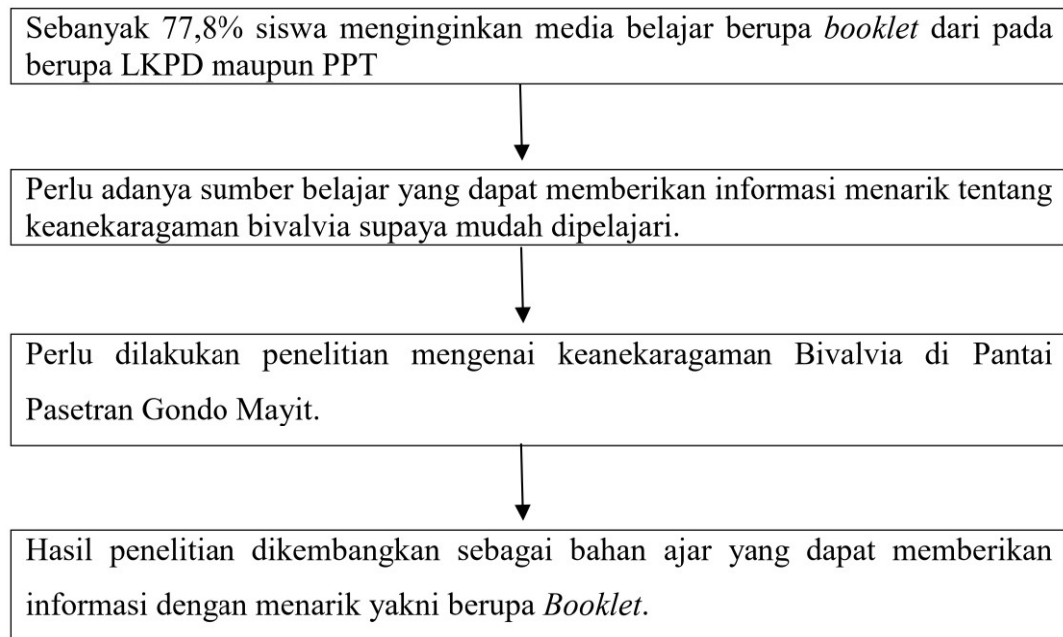 Sebanyak 77,8% siswa menginginkan media belajar berupa booklet dari pada
berupa LKPD maupun PPT
Perlu adanya sumber belajar yang dapat memberikan informasi menarik tentang
keanekaragaman bivalvia supaya mudah dipelajari.
Perlu dilakukan penelitian mengenai keanekaragaman Bivalvia di Pantai
Pasetran Gondo Mayit.
Hasil penelitian dikembangkan sebagai bahan ajar yang dapat memberikan
informasi dengan menarik yakni berupa Booklet.